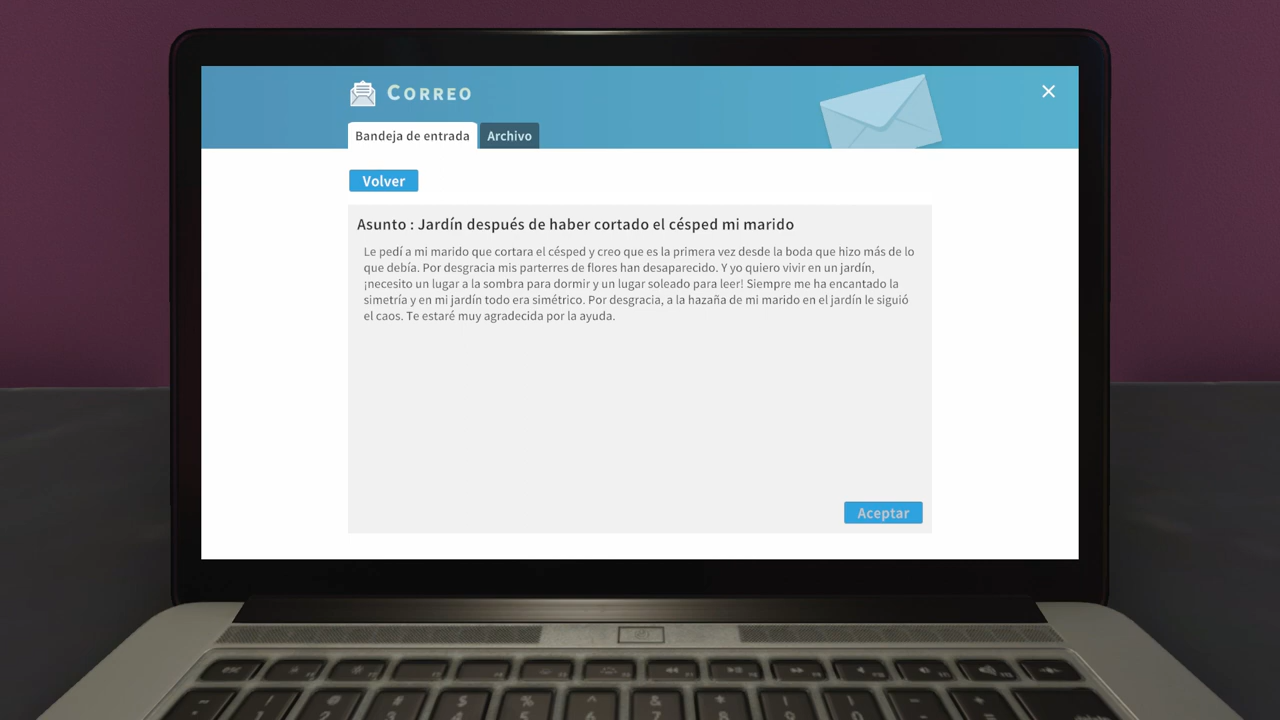 Correo
Bandeja de entrada
Archivo
Volver
Asunto : Jardín después de haber cortado el césped mi marido
Le pedí a mi marido que cortara el césped y creo que es la primera vez desde la boda que hizo más de lo
que debía. Por desgracia mis parterres de flores han desaparecido. Y yo quiero vivir en un jardín,
¡necesito un lugar a la sombra para dormir y un lugar soleado para leer! Siempre me ha encantado la
simetría y en mi jardín todo era simétrico. Por desgracia, a la hazaña de mi marido en el jardín le siguió
el caos. Te estaré muy agradecida por la ayuda.
Aceptar